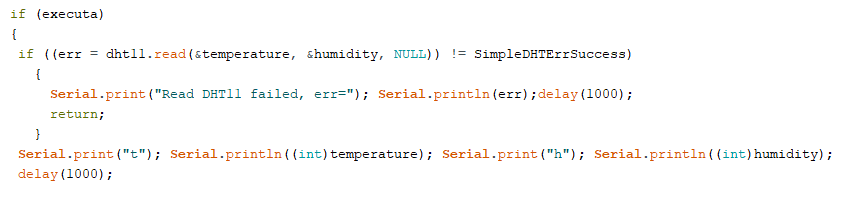 if (executa)
{
if ((err = dht11.read(&temperature, &humidity, NULL)) != SimpleDHTErrSuccess)
{
Serial.print("Read DHT11 failed, err="); Serial.println(err);delay(1000);
return;
}
Serial.print("t"); Serial.println((int)temperature); Serial.print("h"); Serial.println((int)humidity);
delay(1000);